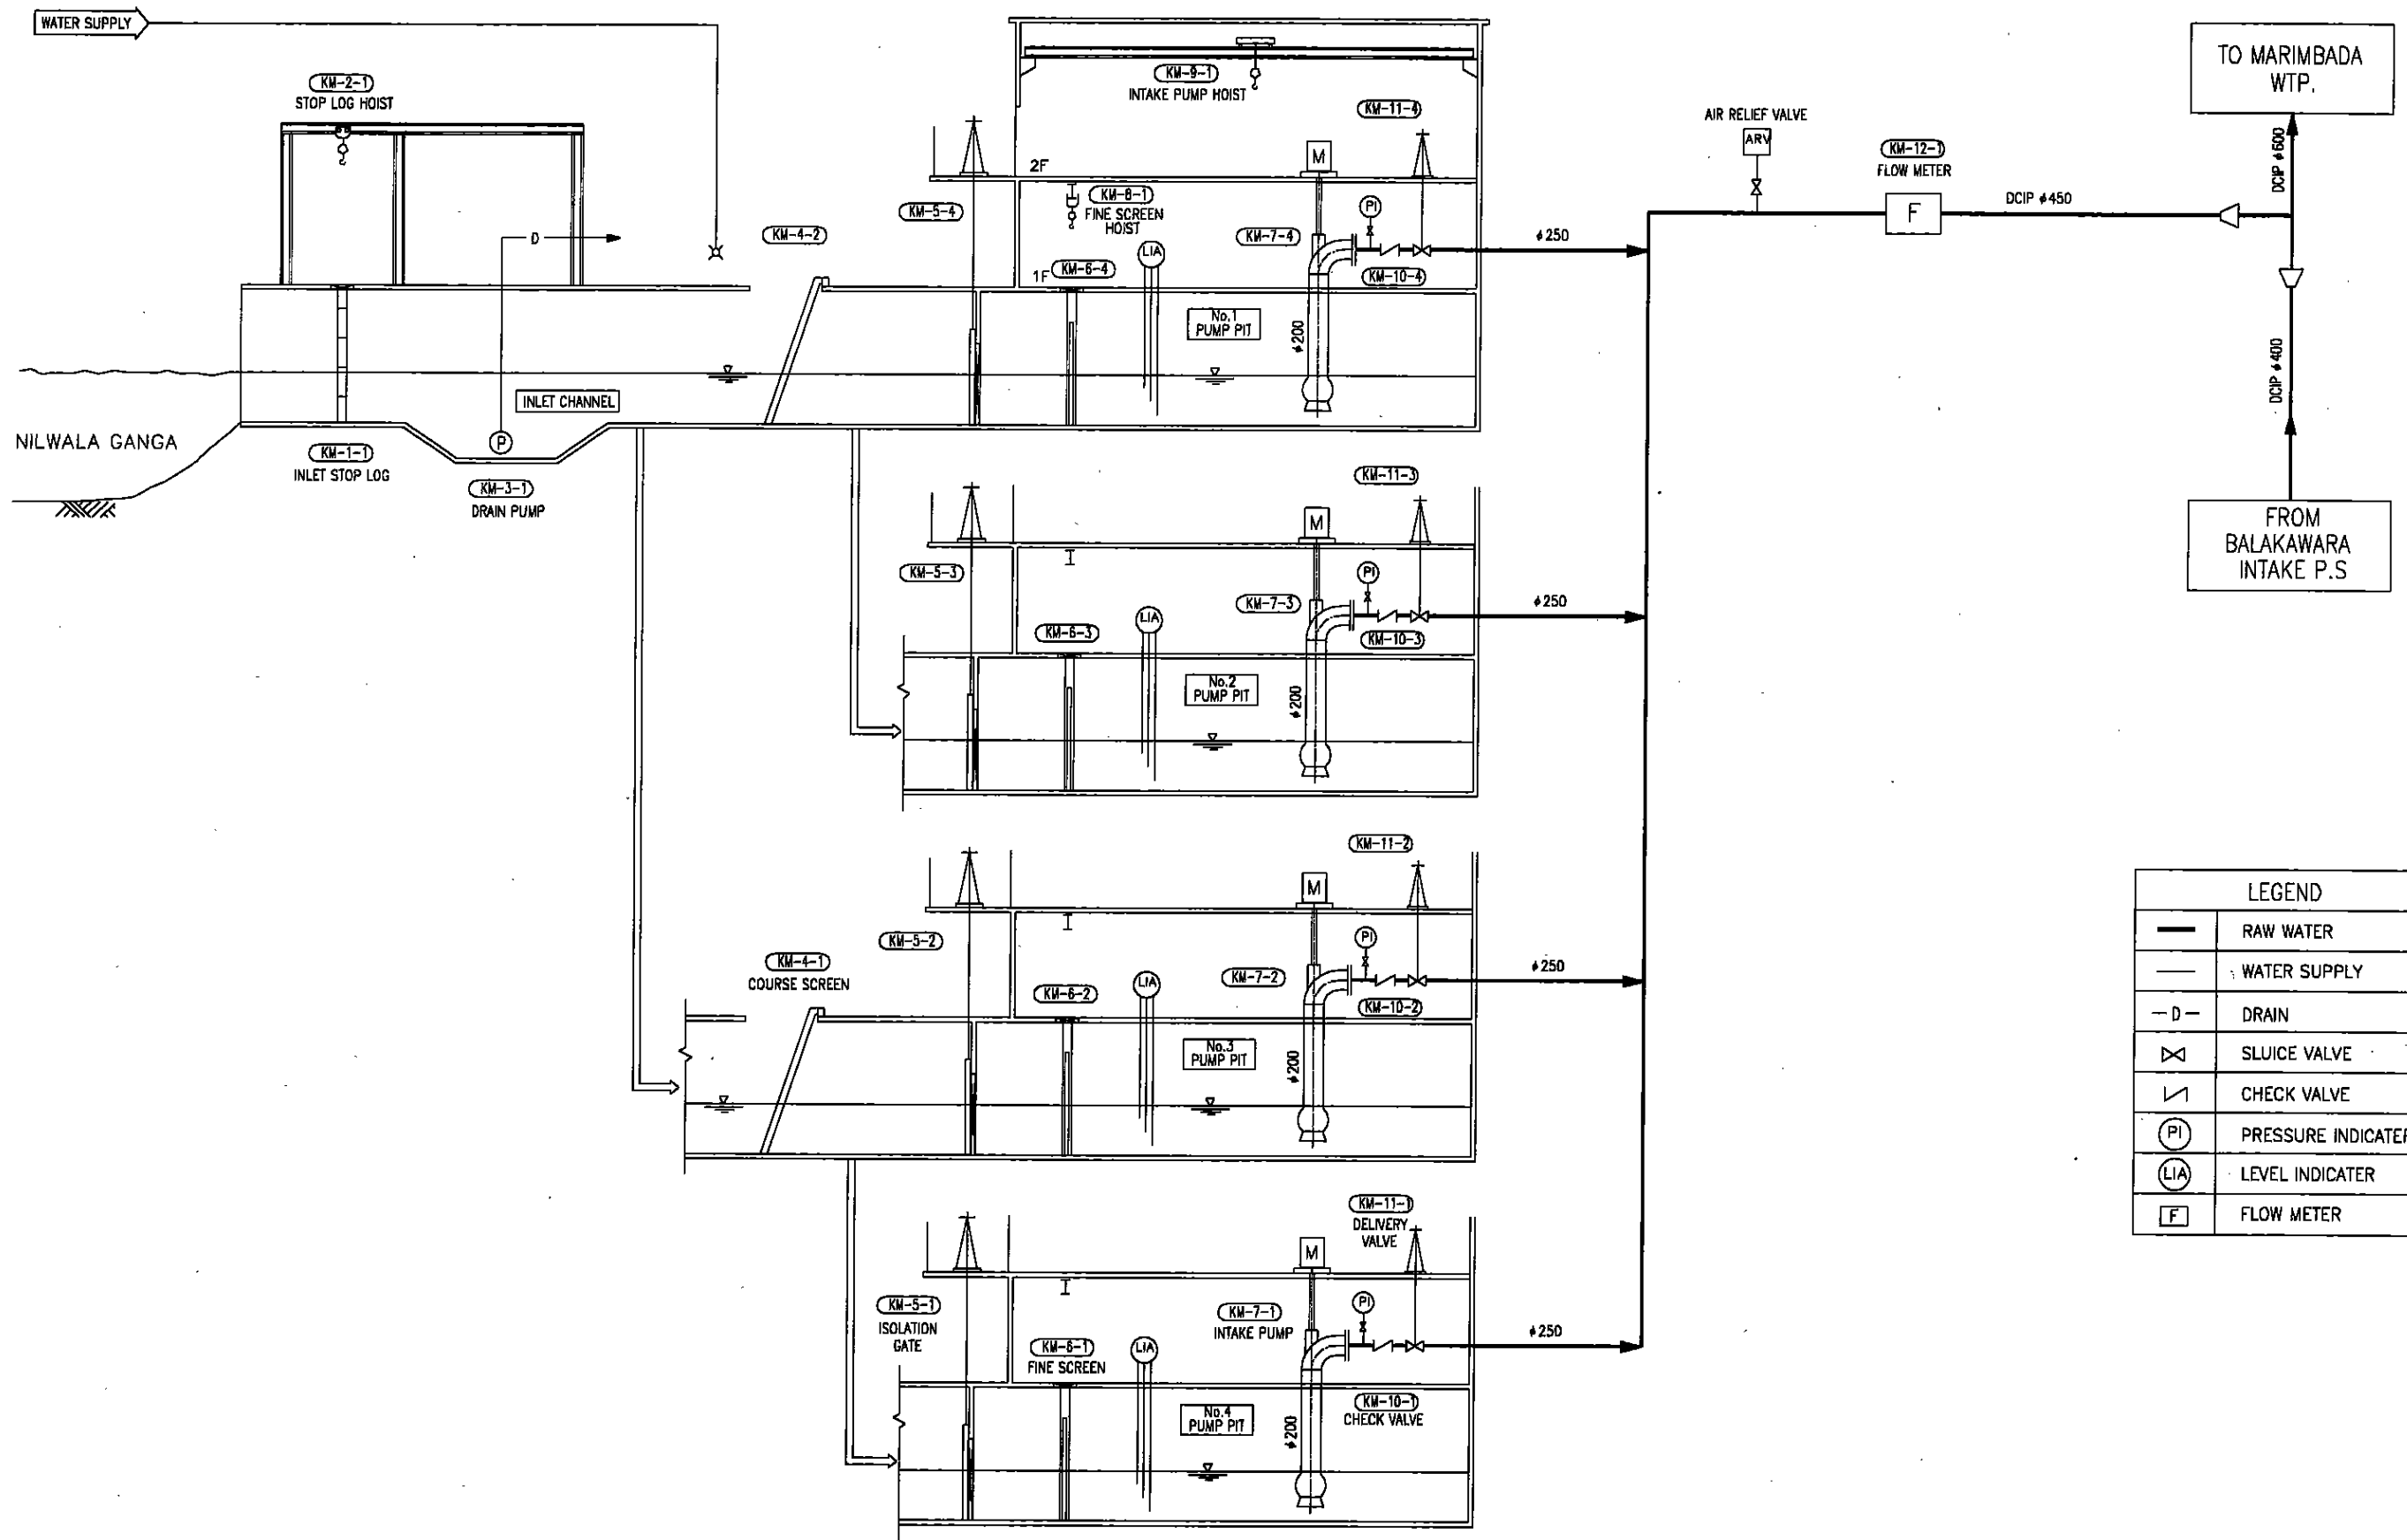 WATER SUPPLY
KM-2-1
STOP LOG HOIST
D
KM-4-2
INLET CHANNEL
NILWALA GANGA
KM-1-1
INLET STOP LOG
P
KM-3-1
DRAIN PUMP
KM-9-1
INTAKE PUMP HOIST
KM-11-4
M
2F
KM-8-1
FINE SCREEN
HOIST
KM-5-4
PI
KM-7-4
LIA
1F
KM-6-4
KM-10-4
No.1
PUMP PIT
φ200
φ250
AIR RELIEF VALVE
ARV
KM-12-1
FLOW METER
F
DCIP φ450
TO MARIMBADA
WTP.
DCIP φ600
DCIP φ400
FROM
BALAKAWARA
INTAKE P.S
KM-11-3
M
KM-5-3
PI
KM-7-3
LIA
KM-6-3
KM-10-3
No.2
PUMP PIT
φ200
φ250
KM-11-2
M
KM-5-2
PI
KM-4-1
COURSE SCREEN
KM-7-2
LIA
KM-6-2
KM-10-2
No.3
PUMP PIT
φ200
φ250
KM-11-1
DELIVERY
VALVE
M
KM-5-1
ISOLATION
GATE
PI
KM-7-1
INTAKE PUMP
LIA
KM-6-1
FINE SCREEN
KM-10-1
CHECK VALVE
No.4
PUMP PIT
φ200
φ250
LEGEND
RAW WATER
WATER SUPPLY
-D- DRAIN
SLUICE VALVE
CHECK VALVE
PI PRESSURE INDICATER
LIA LEVEL INDICATER
F FLOW METER